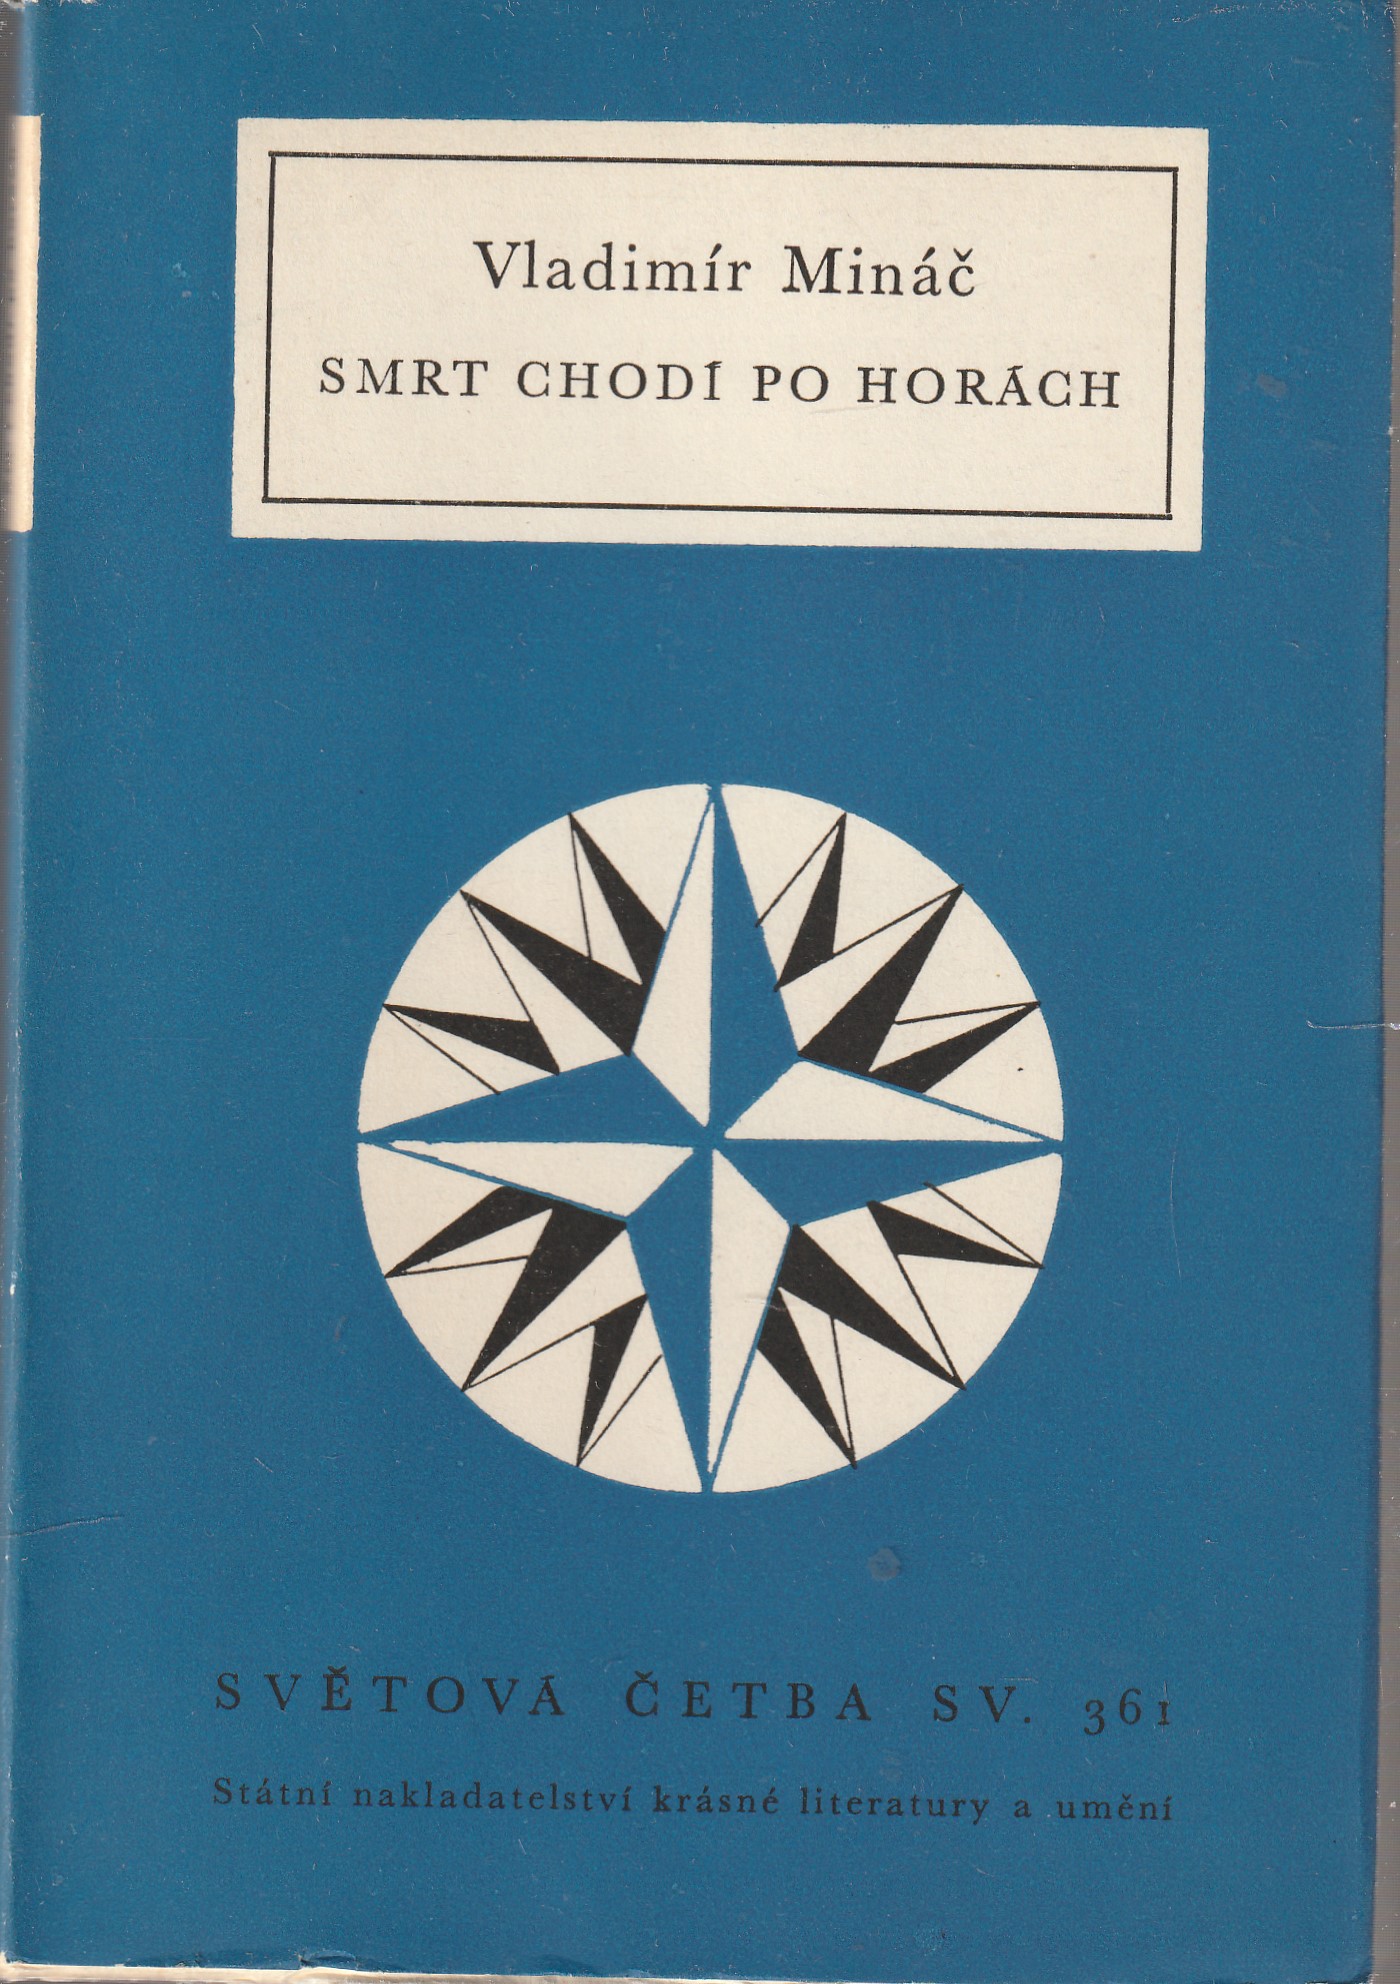 Vladimír Mináč
SMRT CHODÍ PO HORÁCH
SVĚTOVÁ ČETBA SV. 361
Státní nakladatelství krásné literatury a umění